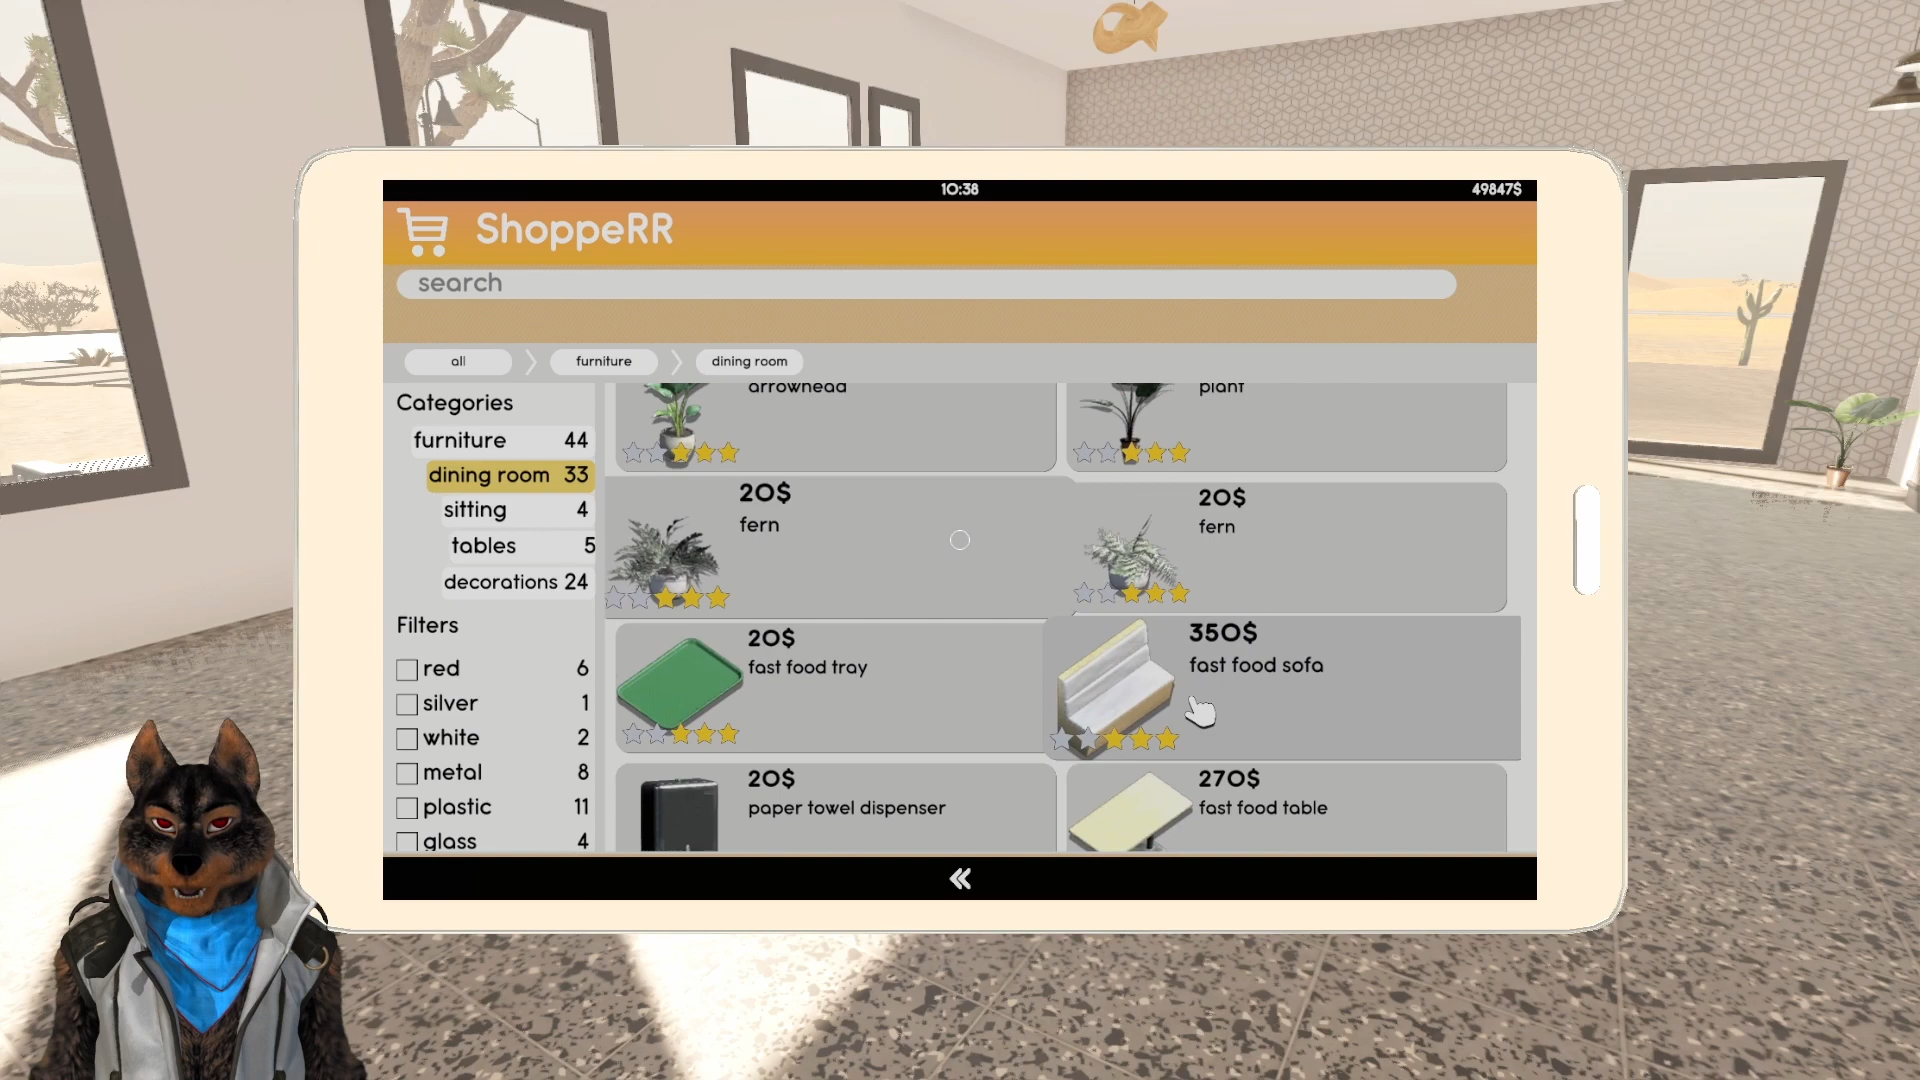 10:38
49847$
ShoppeRR
search
all
furniture
dining room
Categories
furniture 44
dining room 33
sitting 4
tables 5
decorations 24
Filters
red 6
silver 1
white 2
metal 8
plastic 11
glass 4
arrowhead
plant
20$
fern
20$
fern
20$
fast food tray
350$
fast food sofa
20$
paper towel dispenser
270$
fast food table